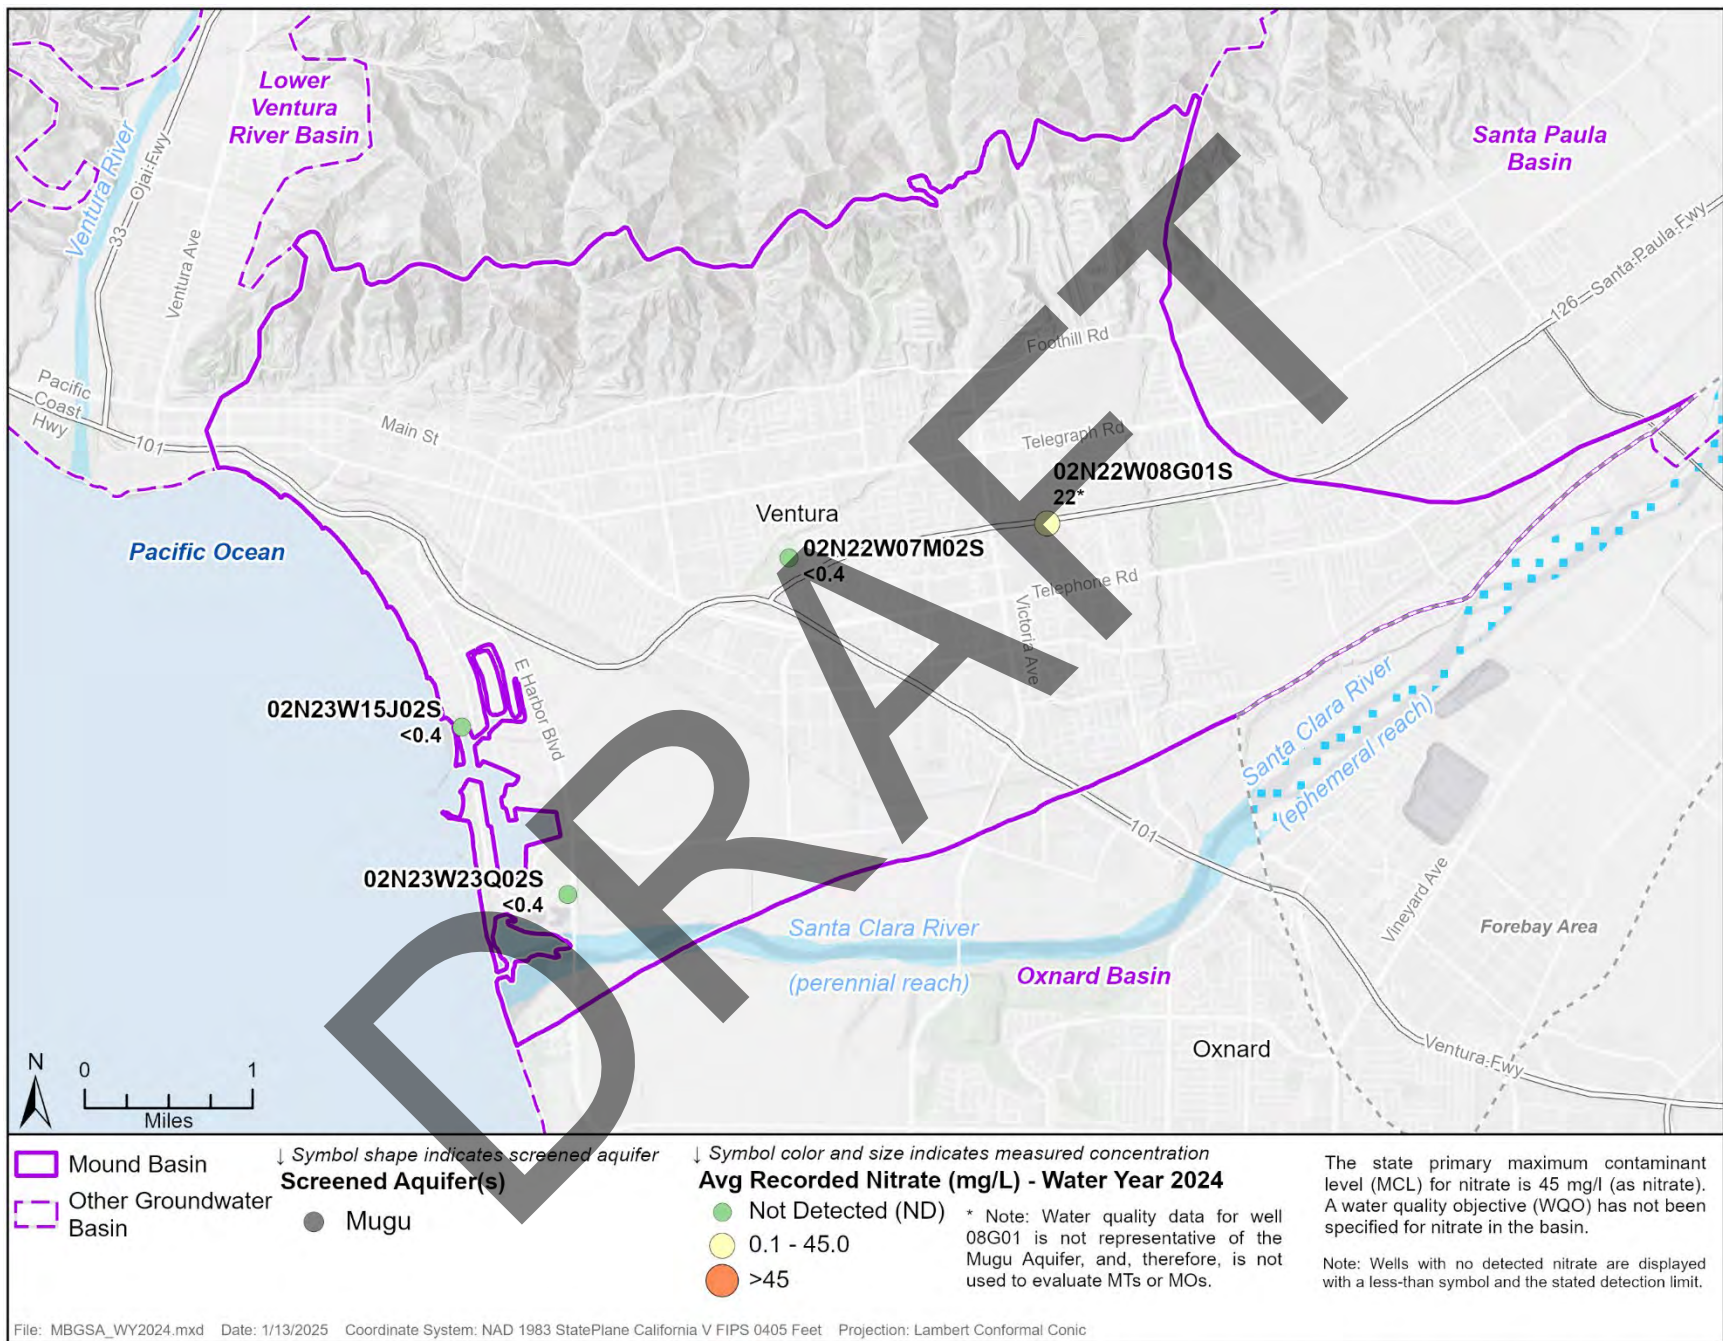 Lower
Ventura
River Basin
Santa Paula
Basin
Ventura River
33
Ojai Fwy
Ventura Ave
126
Santa Paula Fwy
Foothill Rd
Pacific
Coast
Hwy
101
Main St
Telegraph Rd
02N22W08G01S
22*
Ventura
Pacific Ocean
02N22W07M02S
<0.4
Telephone Rd
Victoria Ave
E Harbor Blvd
02N23W15J02S
<0.4
Santa Clara River
(ephemeral reach)
101
02N23W23Q02S
<0.4
Vineyard Ave
Santa Clara River
(perennial reach)
Forebay Area
Oxnard Basin
Oxnard
Ventura Fwy
DRAFT
N
0 1
Miles
Mound Basin
Other Groundwater
Basin
↓ Symbol shape indicates screened aquifer
Screened Aquifer(s)
Mugu
↓ Symbol color and size indicates measured concentration
Avg Recorded Nitrate (mg/L) - Water Year 2024
Not Detected (ND)
0.1 - 45.0
>45
* Note: Water quality data for well
08G01 is not representative of the
Mugu Aquifer, and, therefore, is not
used to evaluate MTs or MOs.
The state primary maximum contaminant
level (MCL) for nitrate is 45 mg/l (as nitrate).
A water quality objective (WQO) has not been
specified for nitrate in the basin.
Note: Wells with no detected nitrate are displayed
with a less-than symbol and the stated detection limit.
File: MBGSA_WY2024.mxd Date: 1/13/2025 Coordinate System: NAD 1983 StatePlane California V FIPS 0405 Feet Projection: Lambert Conformal Conic